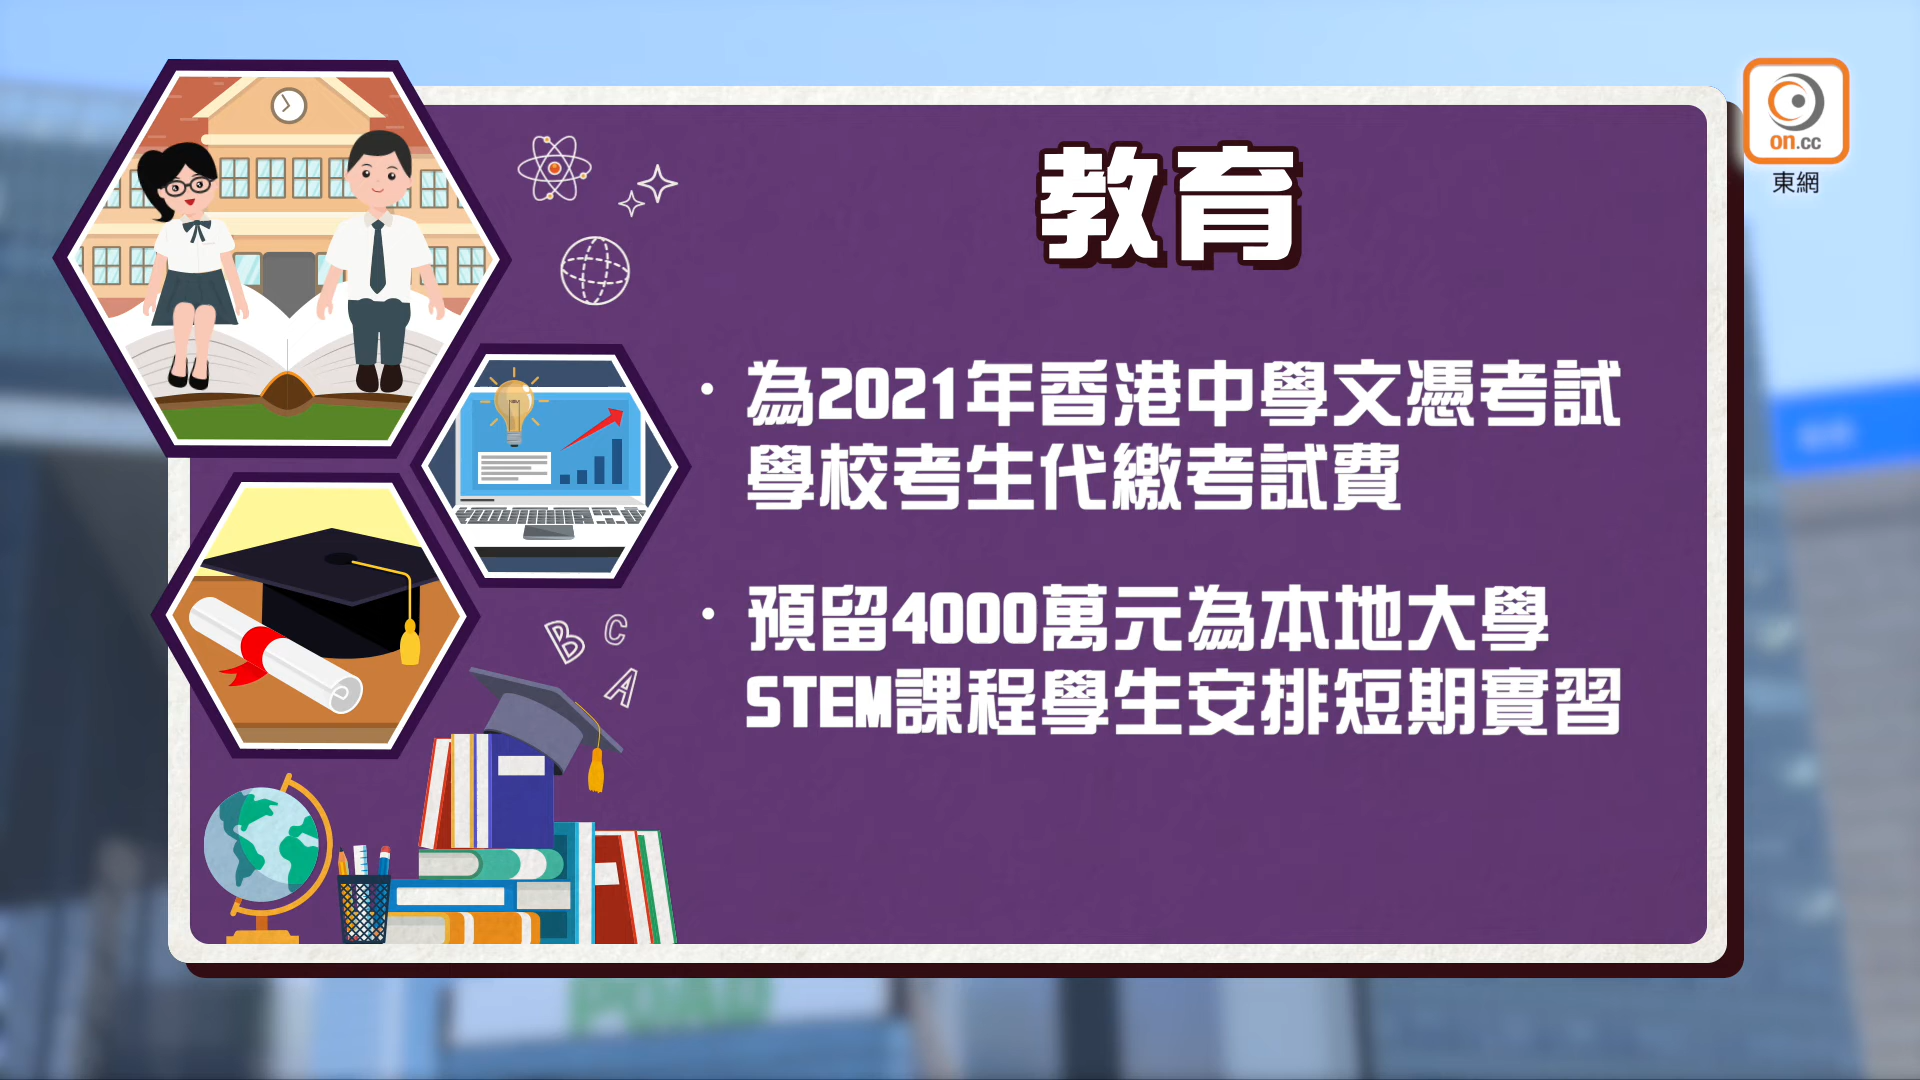 教育
on.cc
東網
• 為2021年香港中學文憑考試
學校考生代繳考試費
• 預留4000萬元為本地大學
STEM課程學生安排短期實習
B C
A